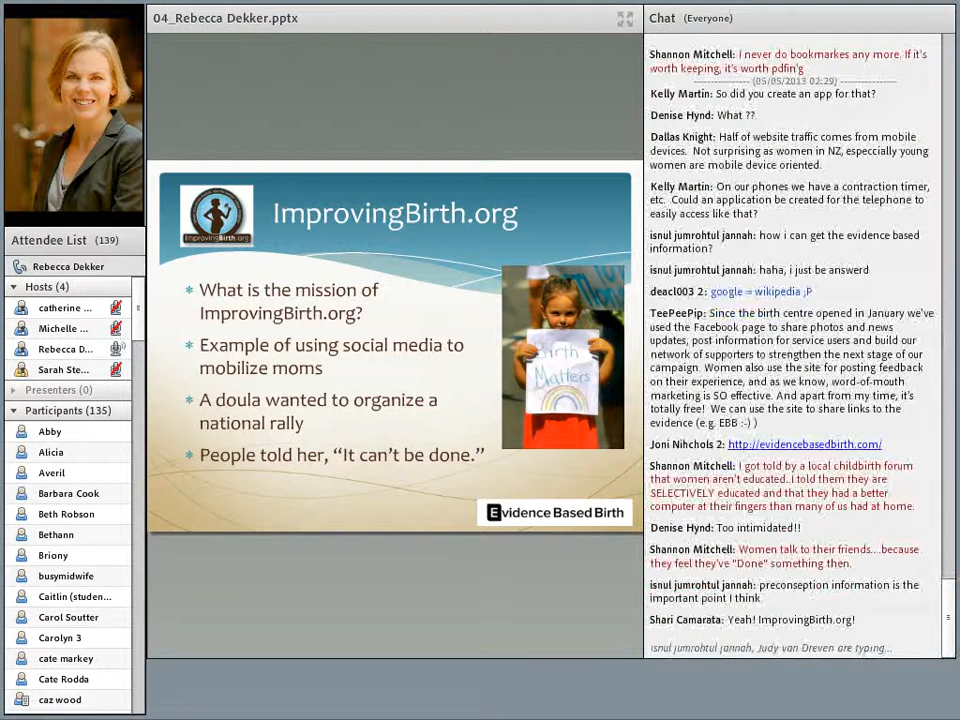 04_Rebecca Dekker.pptx
Attendee List (139)
Rebecca Dekker
Hosts (4)
catherine ...
Michelle ...
Rebecca D...
Sarah Ste...
Presenters (0)
Participants (135)
Abby
Alicia
Averil
Barbara Cook
Beth Robson
Bethann
Briony
busymidwife
Caitlin (studen...
Carol Soutter
Carolyn 3
cate markey
Cate Rodda
caz wood
ImprovingBirth.org
ImprovingBirth.org
What is the mission of
ImprovingBirth.org?
Example of using social media to
mobilize moms
A doula wanted to organize a
national rally
People told her, “It can’t be done.”
Birth
Matters
Evidence Based Birth
Chat (Everyone)
Shannon Mitchell: I never do bookmarkes any more. If it's
worth keeping, it's worth pdfin'g
(05/05/2013 02:29)
Kelly Martin: So did you create an app for that?
Denise Hynd: What ??
Dallas Knight: Half of website traffic comes from mobile
devices. Not surprising as women in NZ, especcially young
women are mobile device oriented.
Kelly Martin: On our phones we have a contraction timer,
etc. Could an application be created for the telephone to
easily access like that?
isnul jumrohtul jannah: how i can get the evidence based
information?
isnul jumrohtul jannah: haha, i just be answerd
deacl003 2: google = wikipedia ;P
TeePeePip: Since the birth centre opened in January we've
used the Facebook page to share photos and news
updates, post information for service users and build our
network of supporters to strengthen the next stage of our
campaign. Women also use the site for posting feedback
on their experience, and as we know, word-of-mouth
marketing is SO effective. And apart from my time, it's
totally free! We can use the site to share links to the
evidence (e.g. EBB :-) )
Joni Nihchols 2: http://evidencebasedbirth.com/
Shannon Mitchell: I got told by a local childbirth forum
that women aren't educated..I told them they are
SELECTIVELY educated and that they had a better
computer at their fingers than many of us had at home.
Denise Hynd: Too intimidated!!
Shannon Mitchell: Women talk to their friends....because
they feel they've "Done" something then.
isnul jumrohtul jannah: preconseption information is the
important point I think
Shari Camarata: Yeah! ImprovingBirth.org!
isnul jumrohtul jannah, Judy van Dreven are typing...